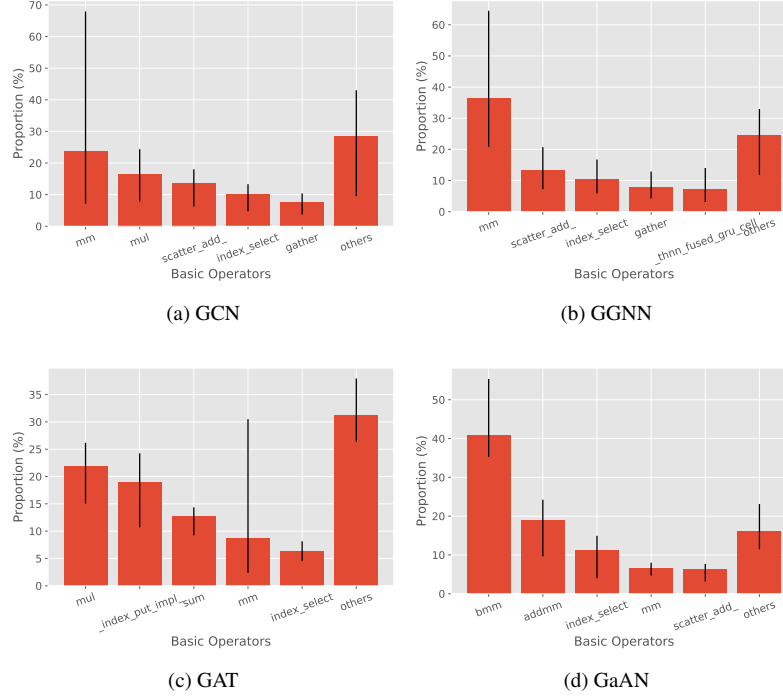 70
60
50
40
30
20
10
0
Proportion (%)
mm
mul
scatter_add_
index_select
gather
others
Basic Operators
(a) GCN
60
50
40
30
20
10
0
Proportion (%)
mm
scatter_add_
index_select
gather
_thnn_fused_gru_cell
others
Basic Operators
(b) GGNN
35
30
25
20
15
10
5
0
Proportion (%)
mul
_index_put_impl_
sum
mm
index_select
others
Basic Operators
(c) GAT
50
40
30
20
10
0
Proportion (%)
bmm
addmm
index_select
mm
scatter_add_
others
Basic Operators
(d) GaAN